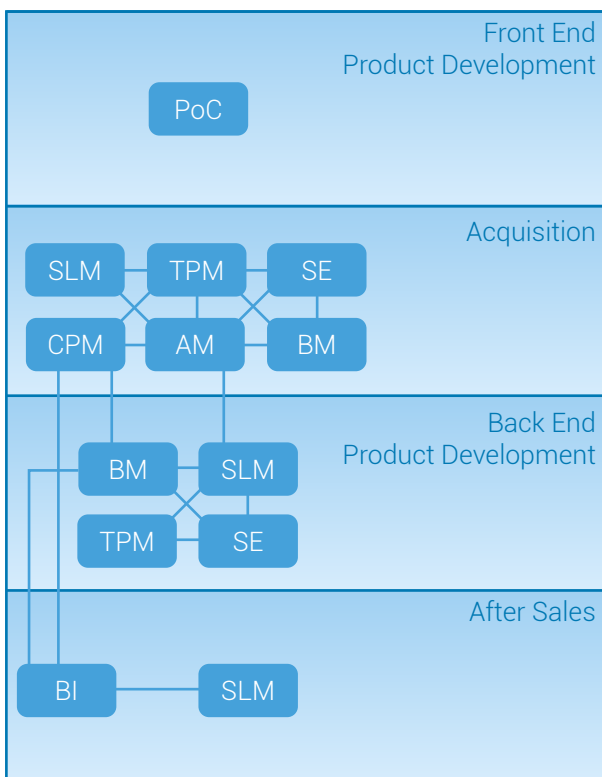 Front End
Product Development
PoC
Acquisition
SLM TPM SE
CPM AM BM
Back End
Product Development
BM SLM
TPM SE
After Sales
BI SLM